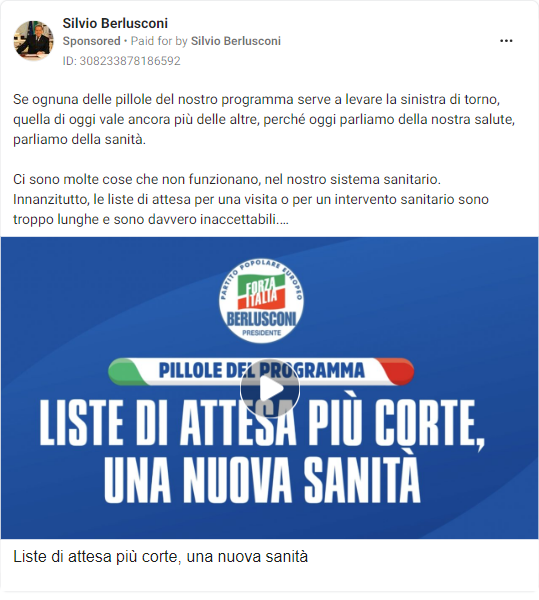 Silvio Berlusconi
Sponsored • Paid for by Silvio Berlusconi
ID: 308233878186592
Se ognuna delle pillole del nostro programma serve a levare la sinistra di torno,
quella di oggi vale ancora più delle altre, perché oggi parliamo della nostra salute,
parliamo della sanità.
Ci sono molte cose che non funzionano, nel nostro sistema sanitario.
Innanzitutto, le liste di attesa per una visita o per un intervento sanitario sono
troppo lunghe e sono davvero inaccettabili....
PARTITO POPOLARE EUROPEO
FORZA
ITALIA
BERLUSCONI
PRESIDENTE
PILLOLE DEL PROGRAMMA
LISTE DI ATTESA PIÙ CORTE,
UNA NUOVA SANITÀ
Liste di attesa più corte, una nuova sanità